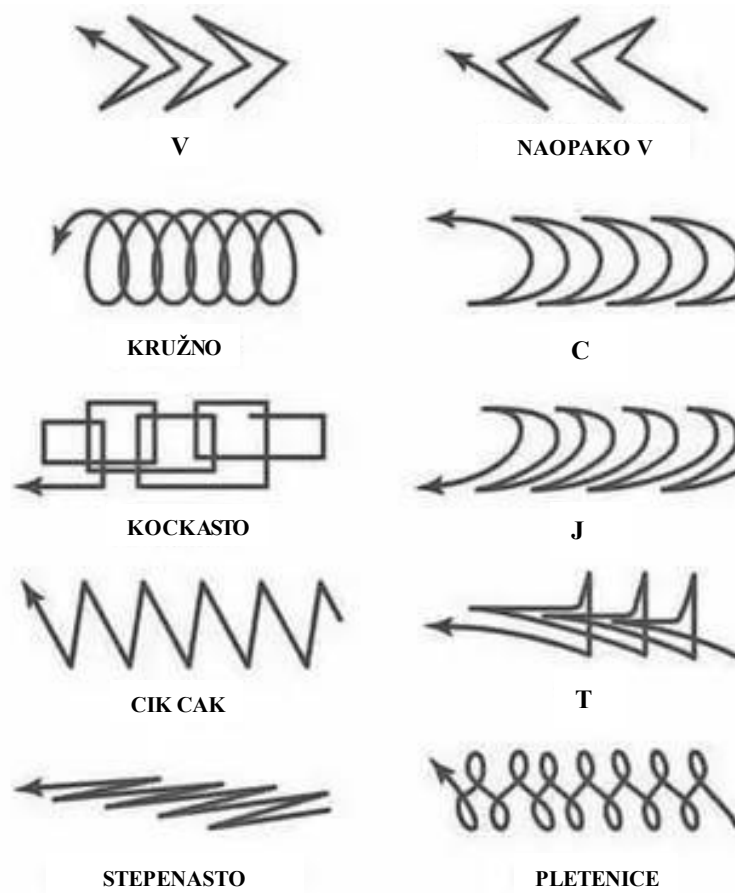 V
NAOPAKO V
KRUŽNO
C
KOCKASTO
J
CIK CAK
T
STEPENASTO
PLETENICE